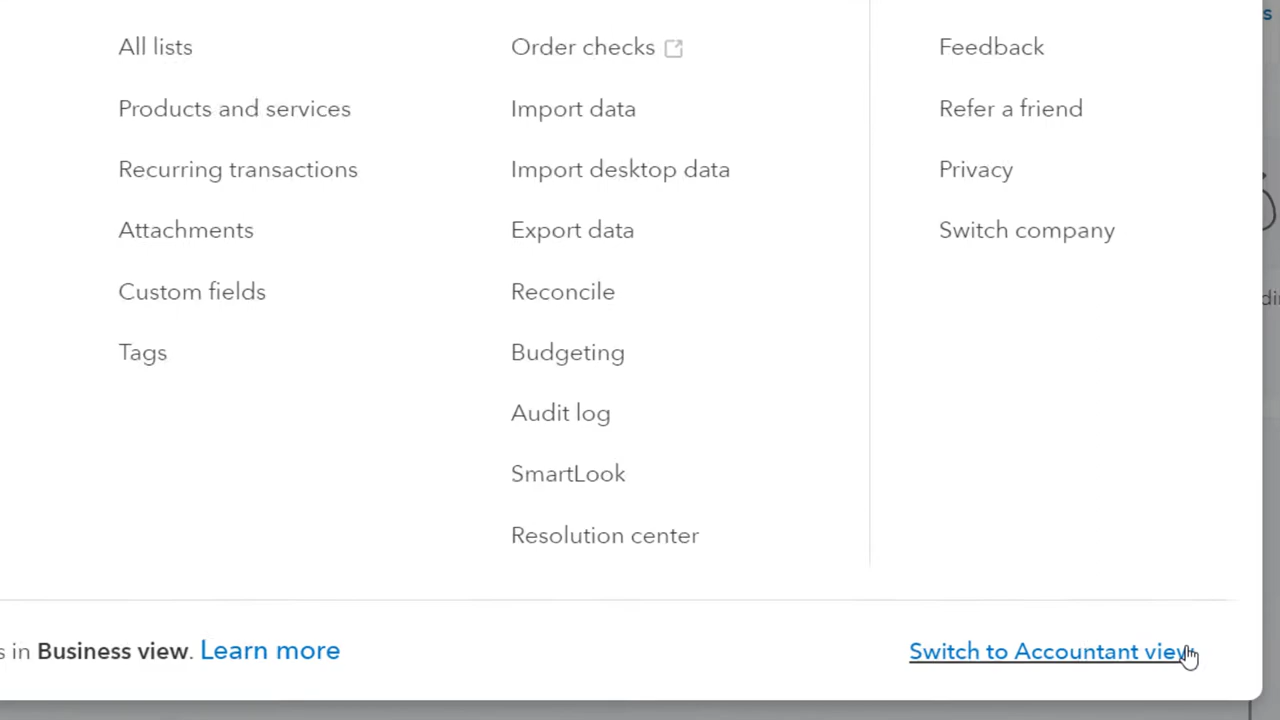 All lists
Products and services
Recurring transactions
Attachments
Custom fields
Tags
Order checks
Import data
Import desktop data
Export data
Reconcile
Budgeting
Audit log
SmartLook
Resolution center
Feedback
Refer a friend
Privacy
Switch company
in Business view. Learn more
Switch to Accountant view